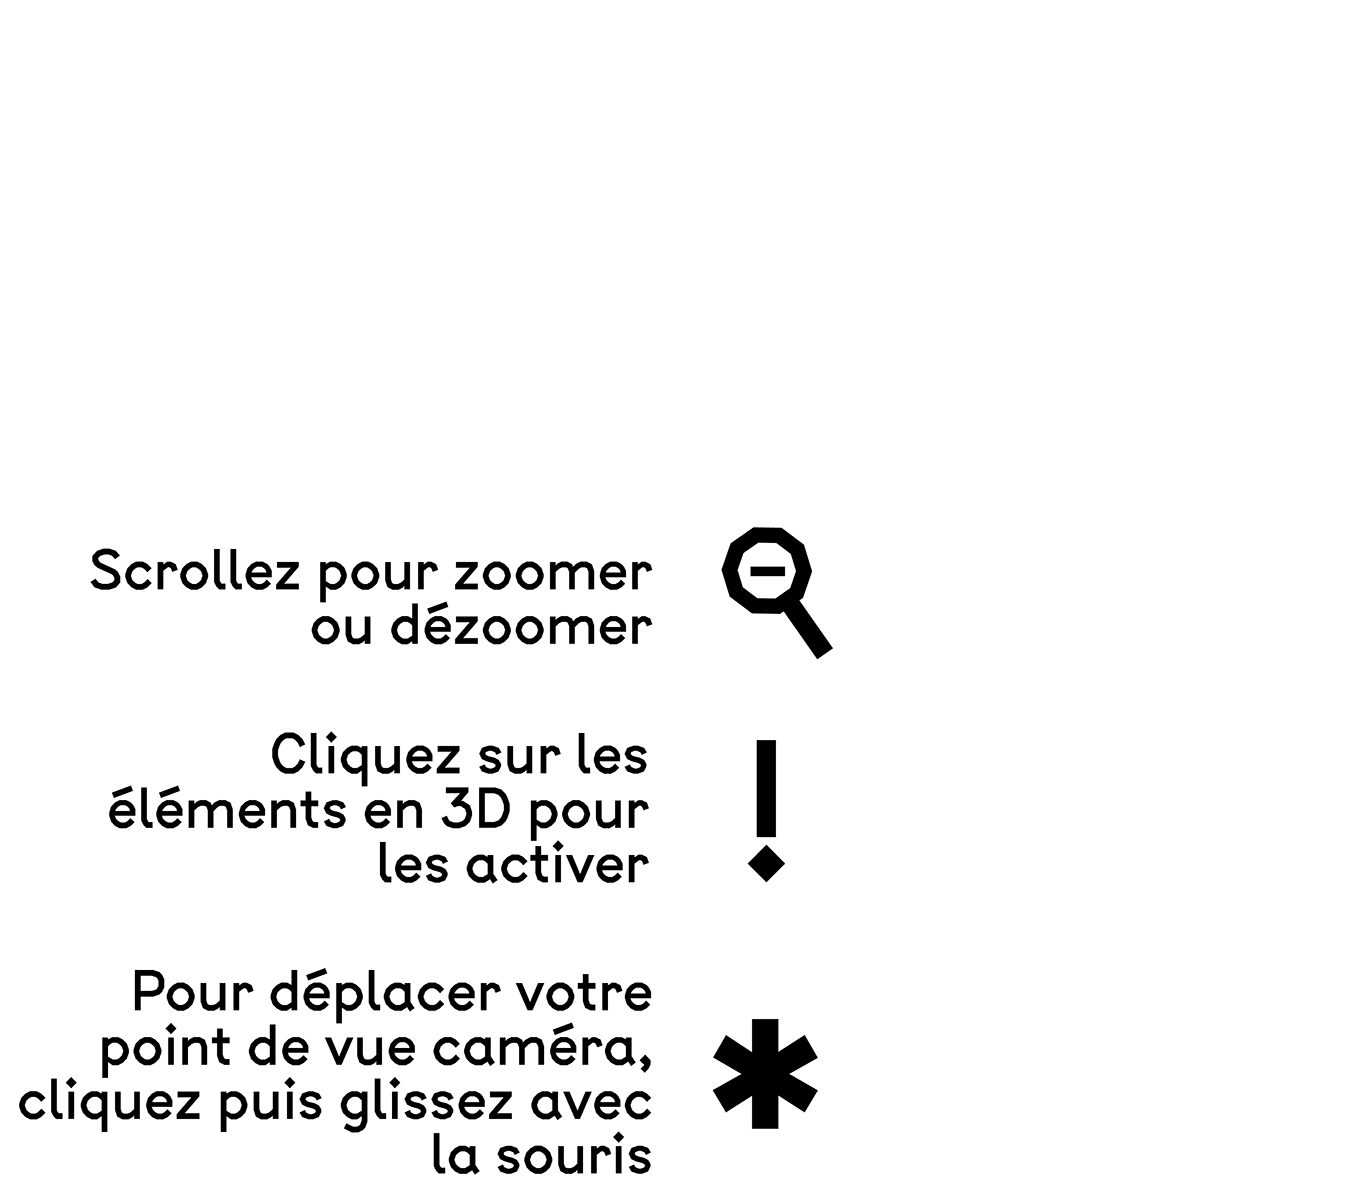 Scrollez pour zoomer
ou dézoomer
Cliquez sur les
éléments en 3D pour
les activer
Pour déplacer votre
point de vue caméra,
cliquez puis glissez avec
la souris